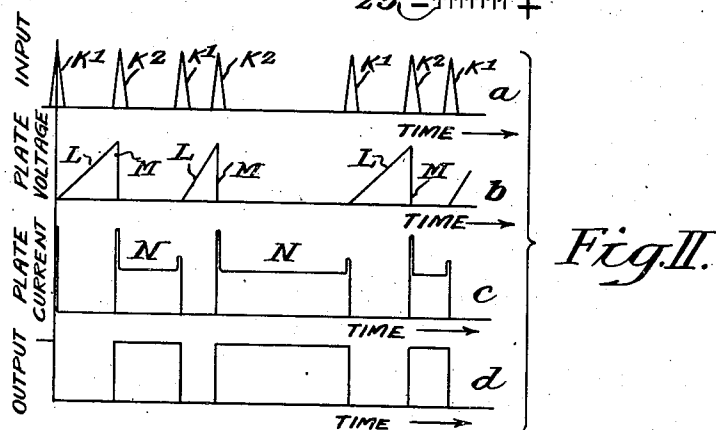 25 - +
INPUT
K1 K2 K1 K2 K1 K2 K1
a
TIME
PLATE VOLTAGE
L M L M L M
b
TIME
PLATE CURRENT
N N
c
TIME
OUTPUT
d
TIME
Fig. II.